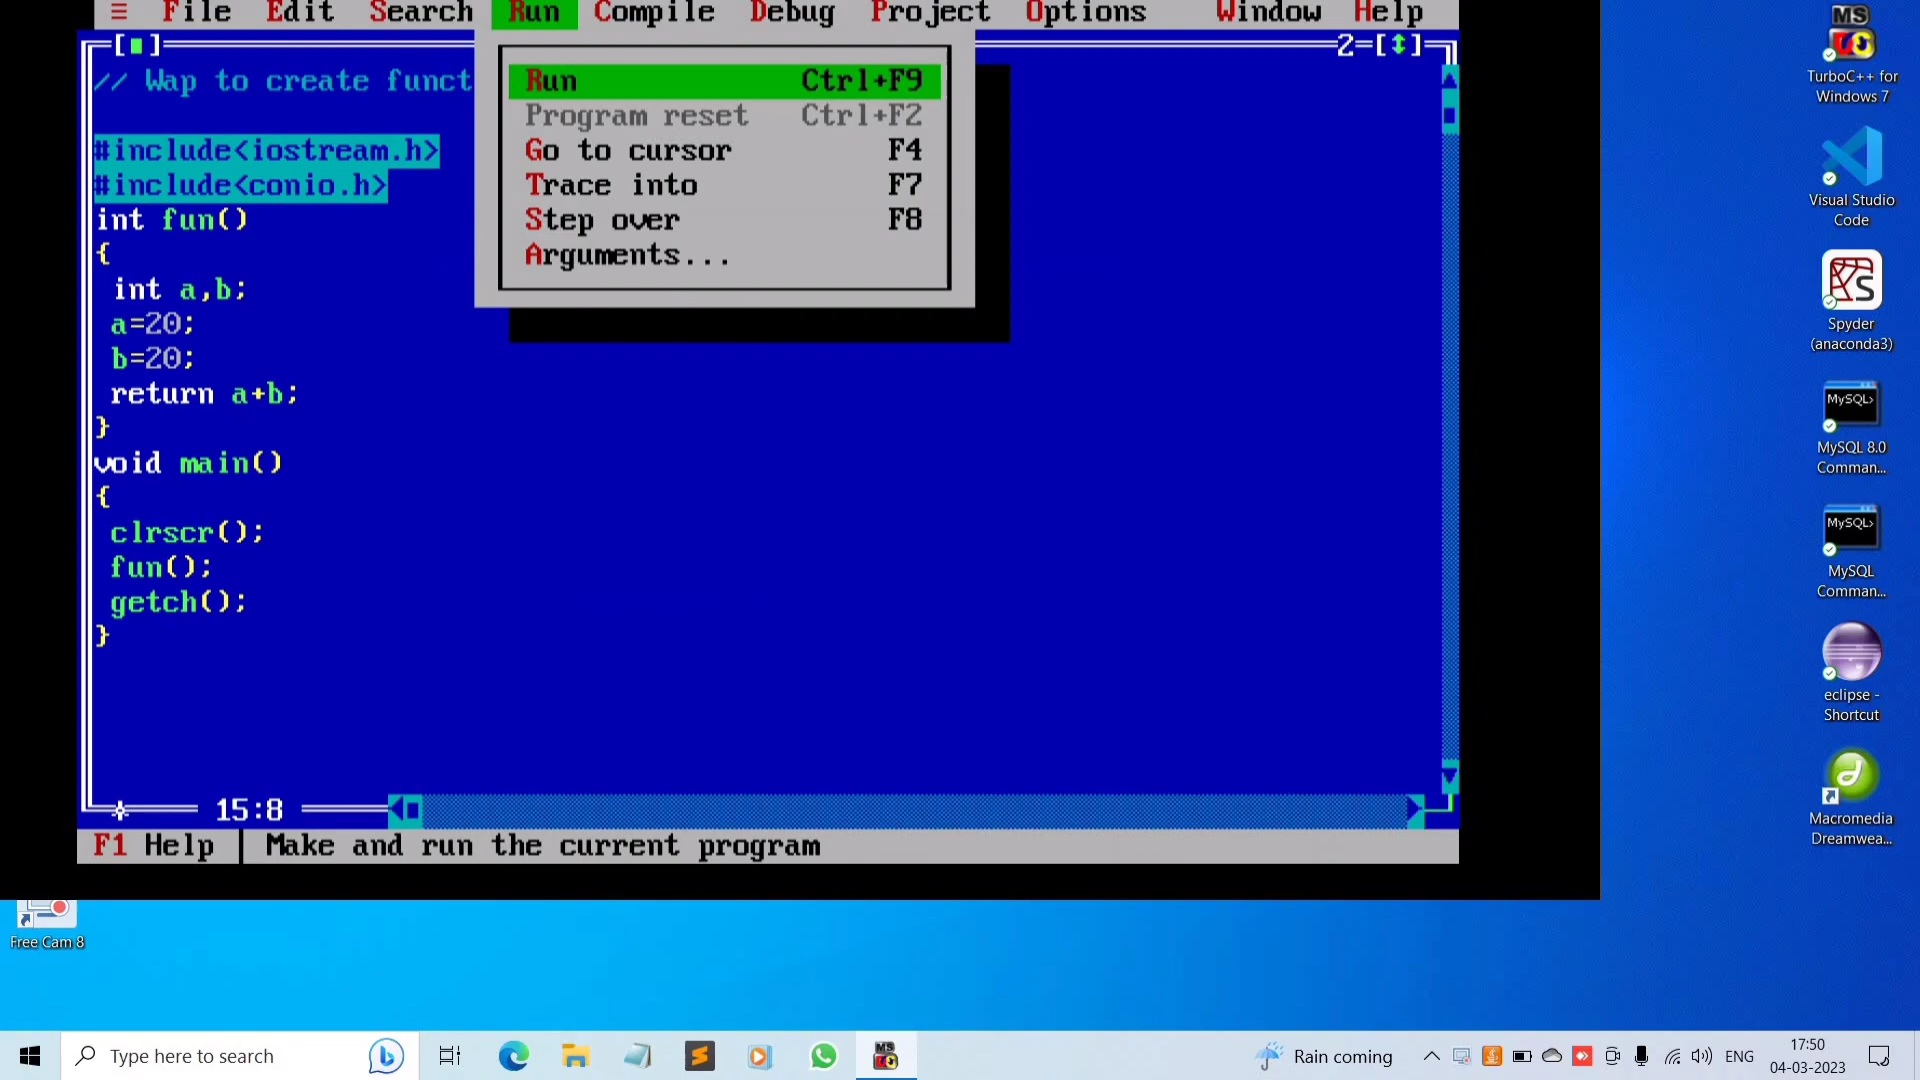 ≡ File Edit Search Run Compile Debug Project Options Window Help
[■] 2=[↕]
// Wap to create funct
#include<iostream.h>
#include<conio.h>
int fun()
{
int a,b;
a=20;
b=20;
return a+b;
}
void main()
{
clrscr();
fun();
getch();
}
Run Ctrl+F9
Program reset Ctrl+F2
Go to cursor F4
Trace into F7
Step over F8
Arguments...
15:8
F1 Help | Make and run the current program
MS
TurboC++ for
Windows 7
Visual Studio
Code
S
Spyder
(anaconda3)
MySQL>
MySQL 8.0
Comman...
MySQL>
MySQL
Comman...
eclipse -
Shortcut
Macromedia
Dreamwea...
Free Cam 8
Type here to search
MS
Rain coming
ENG
17:50
04-03-2023